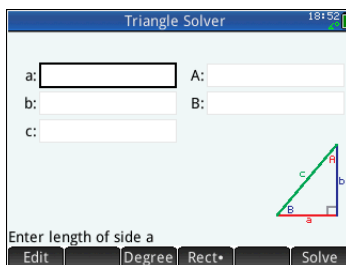 Triangle Solver 18:52
a: A:
b: B:
c:
A
c
b
B
a
Enter length of side a
Edit Degree Rect• Solve